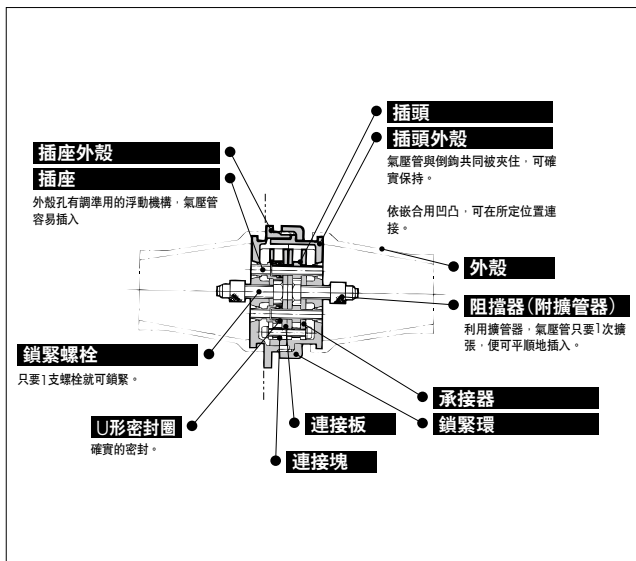 插頭
插座外殼
插頭外殼
氣壓管與倒鉤共同被夾住，可確
實保持。
插座
外殼孔有調準用的浮動機構，氣壓管
容易插入
依嵌合用凹凸，可在所定位置連
接。
外殼
阻擋器(附擴管器)
利用擴管器，氣壓管只要1次擴
張，便可平順地插入。
鎖緊螺栓
只要1支螺栓就可鎖緊。
承接器
U形密封圈
確實的密封。
連接板
鎖緊環
連接塊